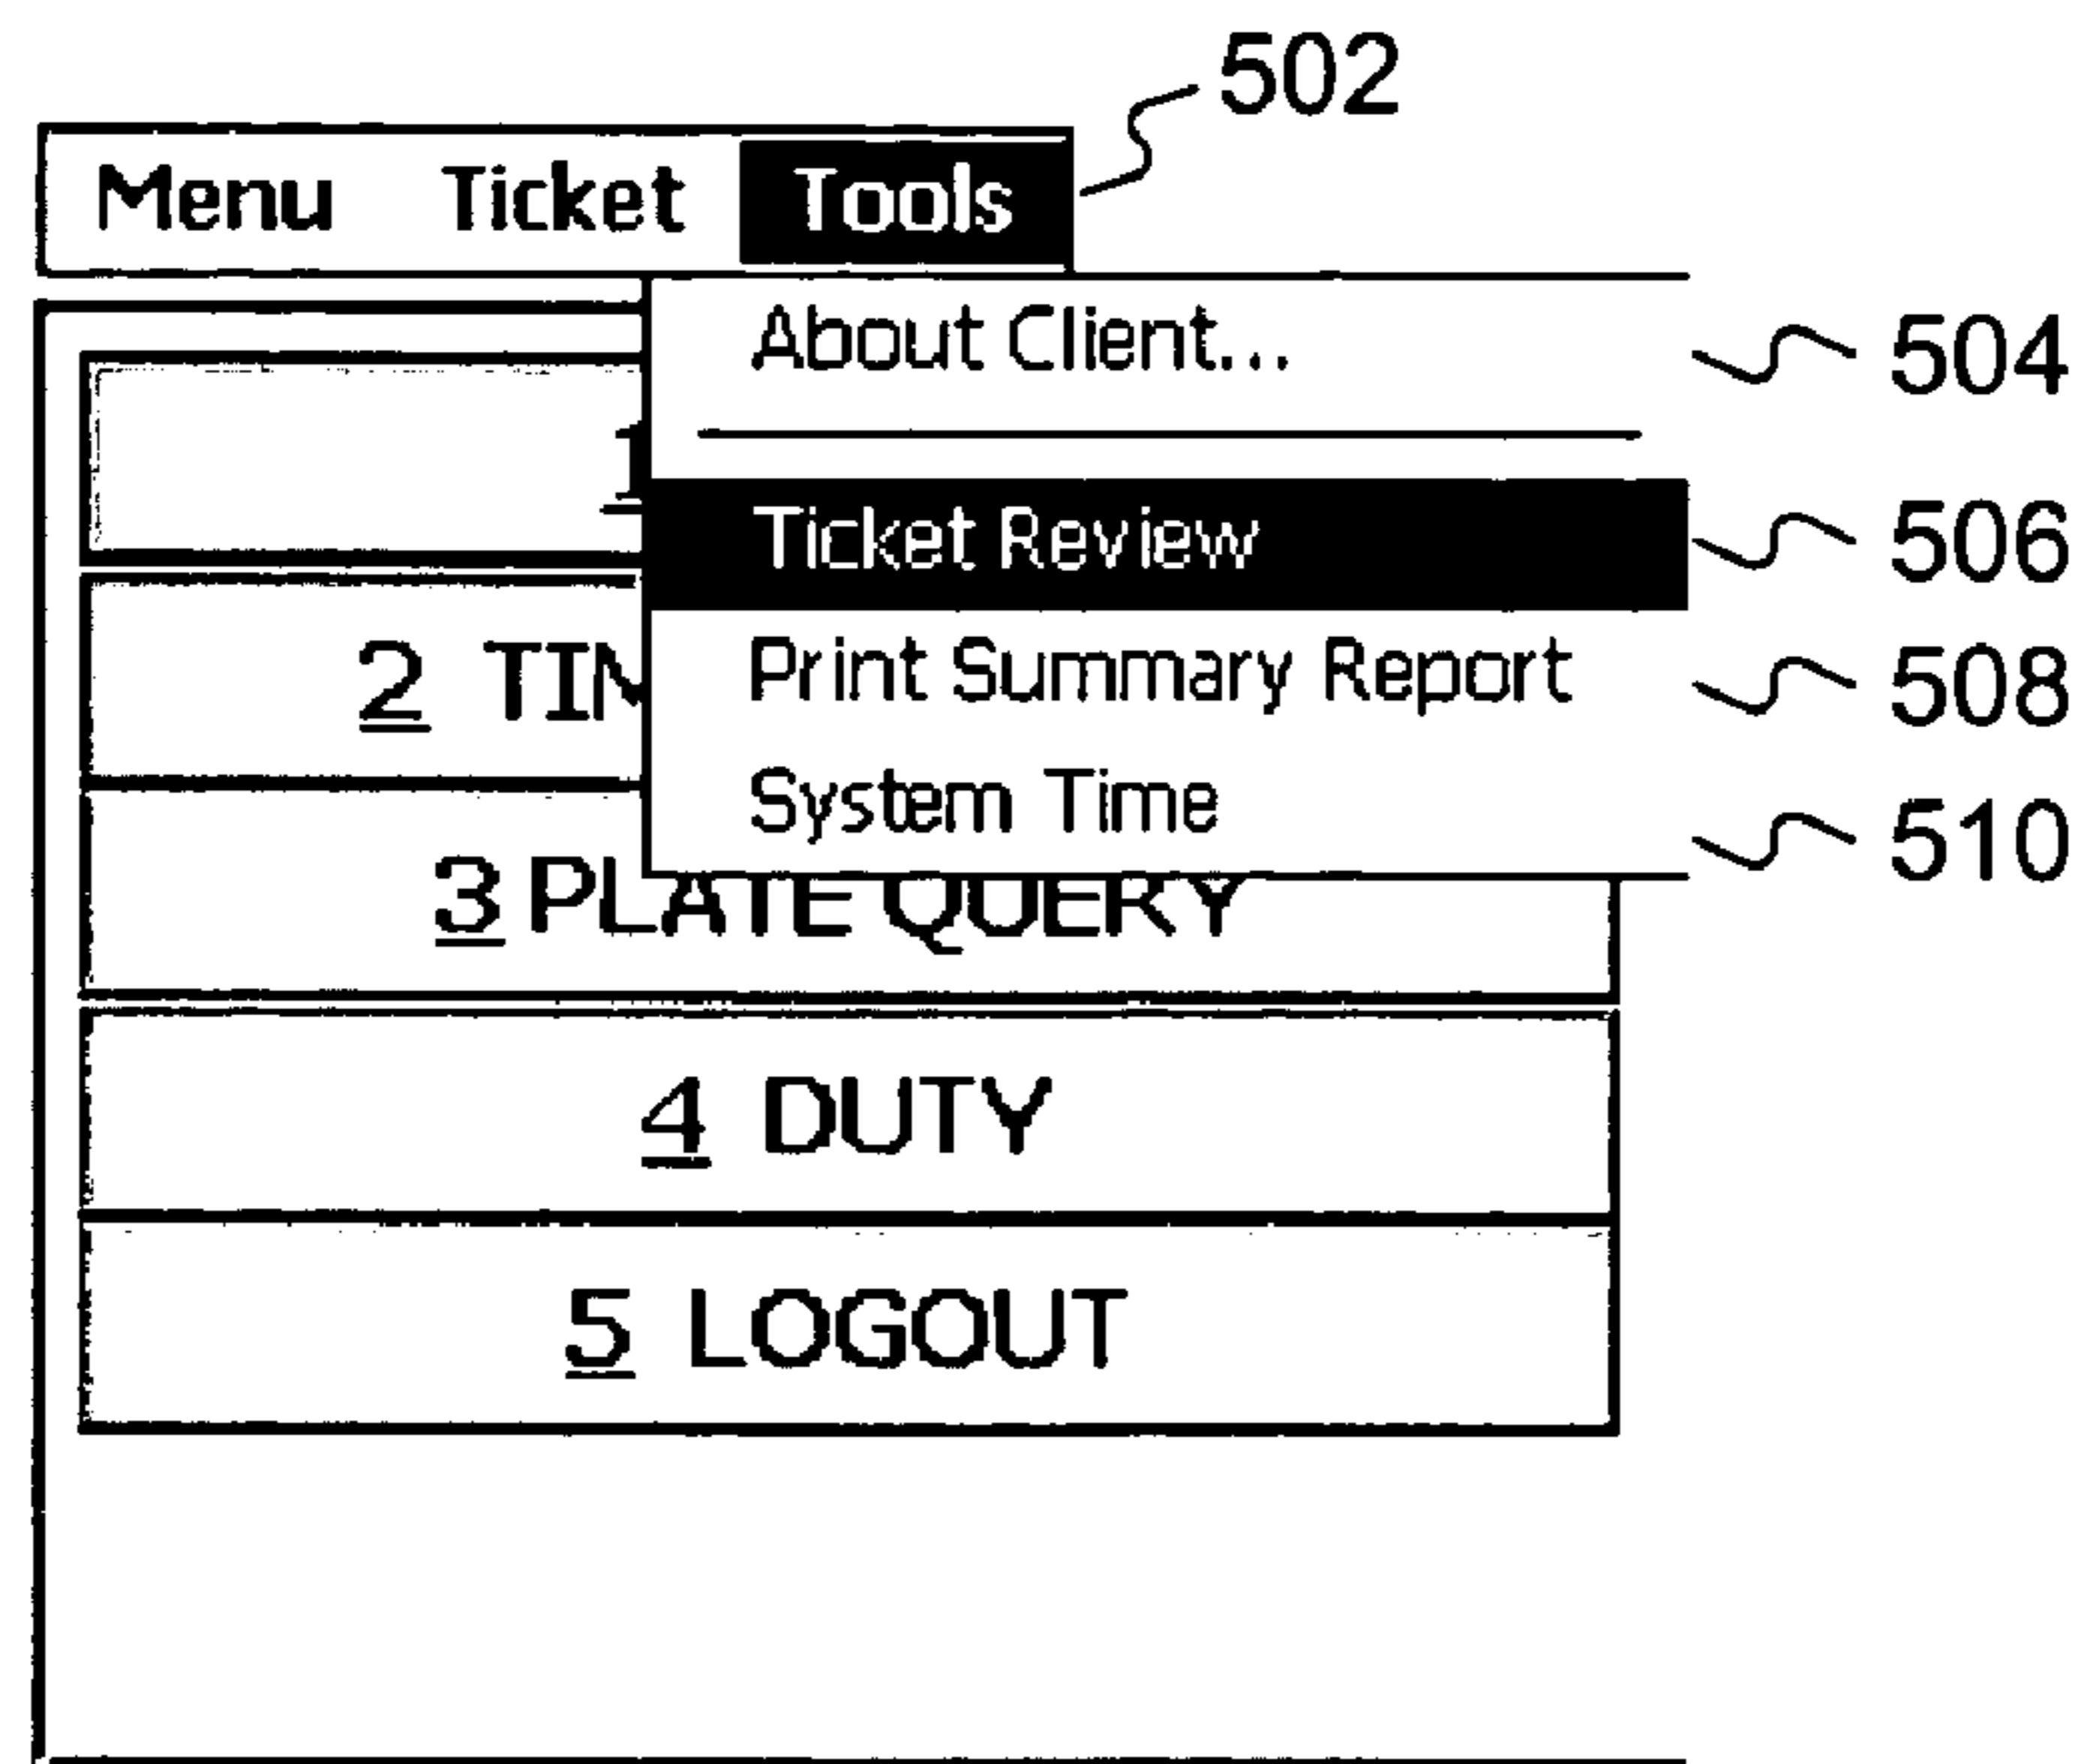 502
Menu Ticket Tools
About Client... 504
1
Ticket Review 506
2
Print Summary Report 508
System Time 510
3 PLATE QUERY
4 DUTY
5 LOGOUT